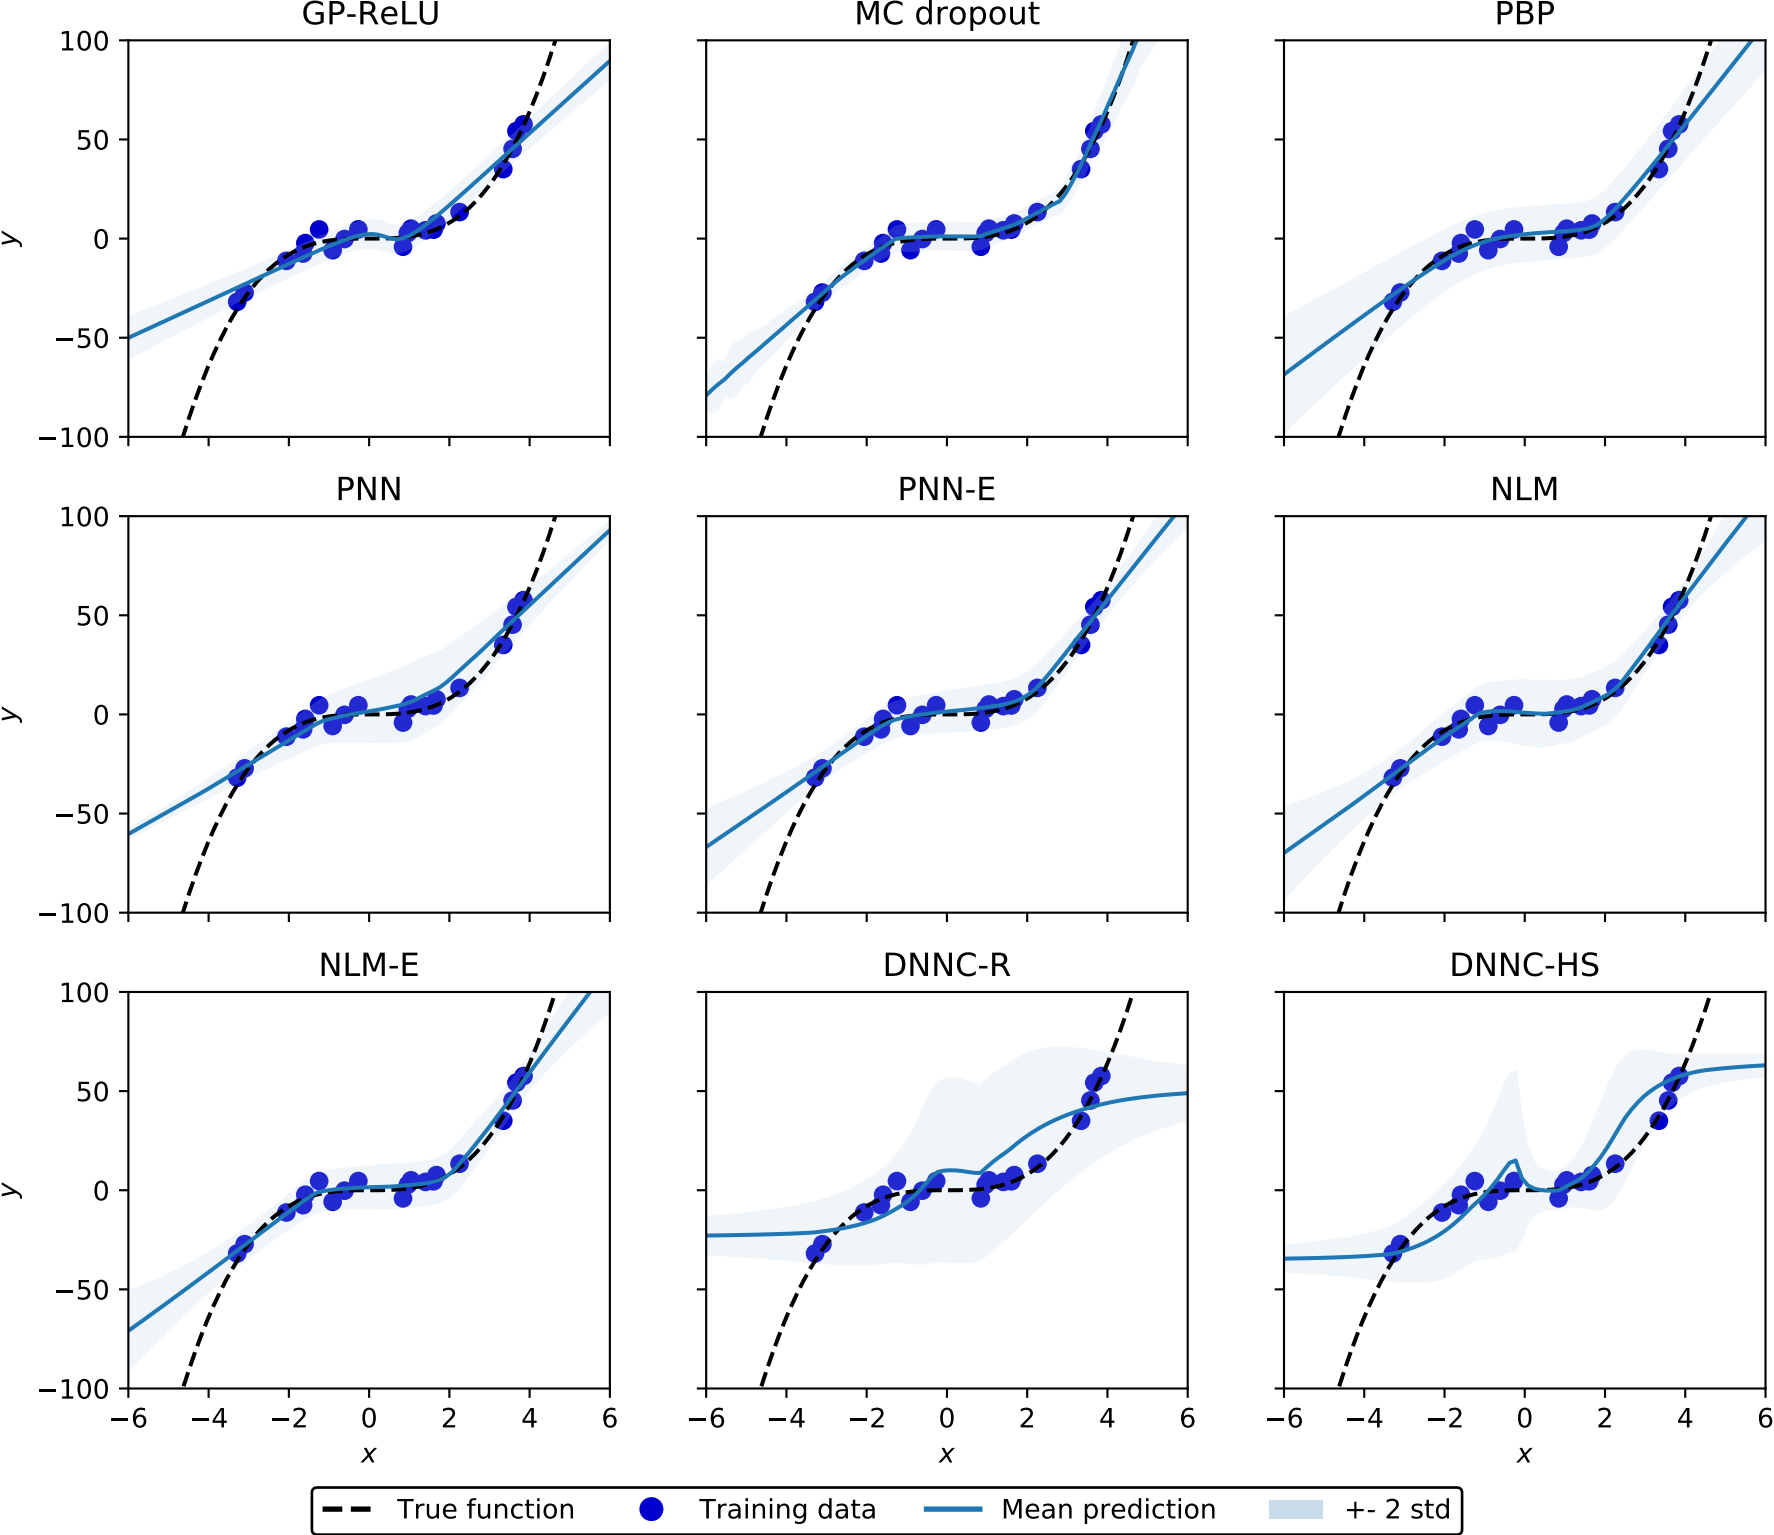 GP-ReLU MC dropout PBP
100
50
0
−50
−100
y
PNN PNN-E NLM
100
50
0
−50
−100
y
NLM-E DNNC-R DNNC-HS
100
50
0
−50
−100
y
−6 −4 −2 0 2 4 6 −6 −4 −2 0 2 4 6 −6 −4 −2 0 2 4 6
x x x
True function Training data Mean prediction +- 2 std